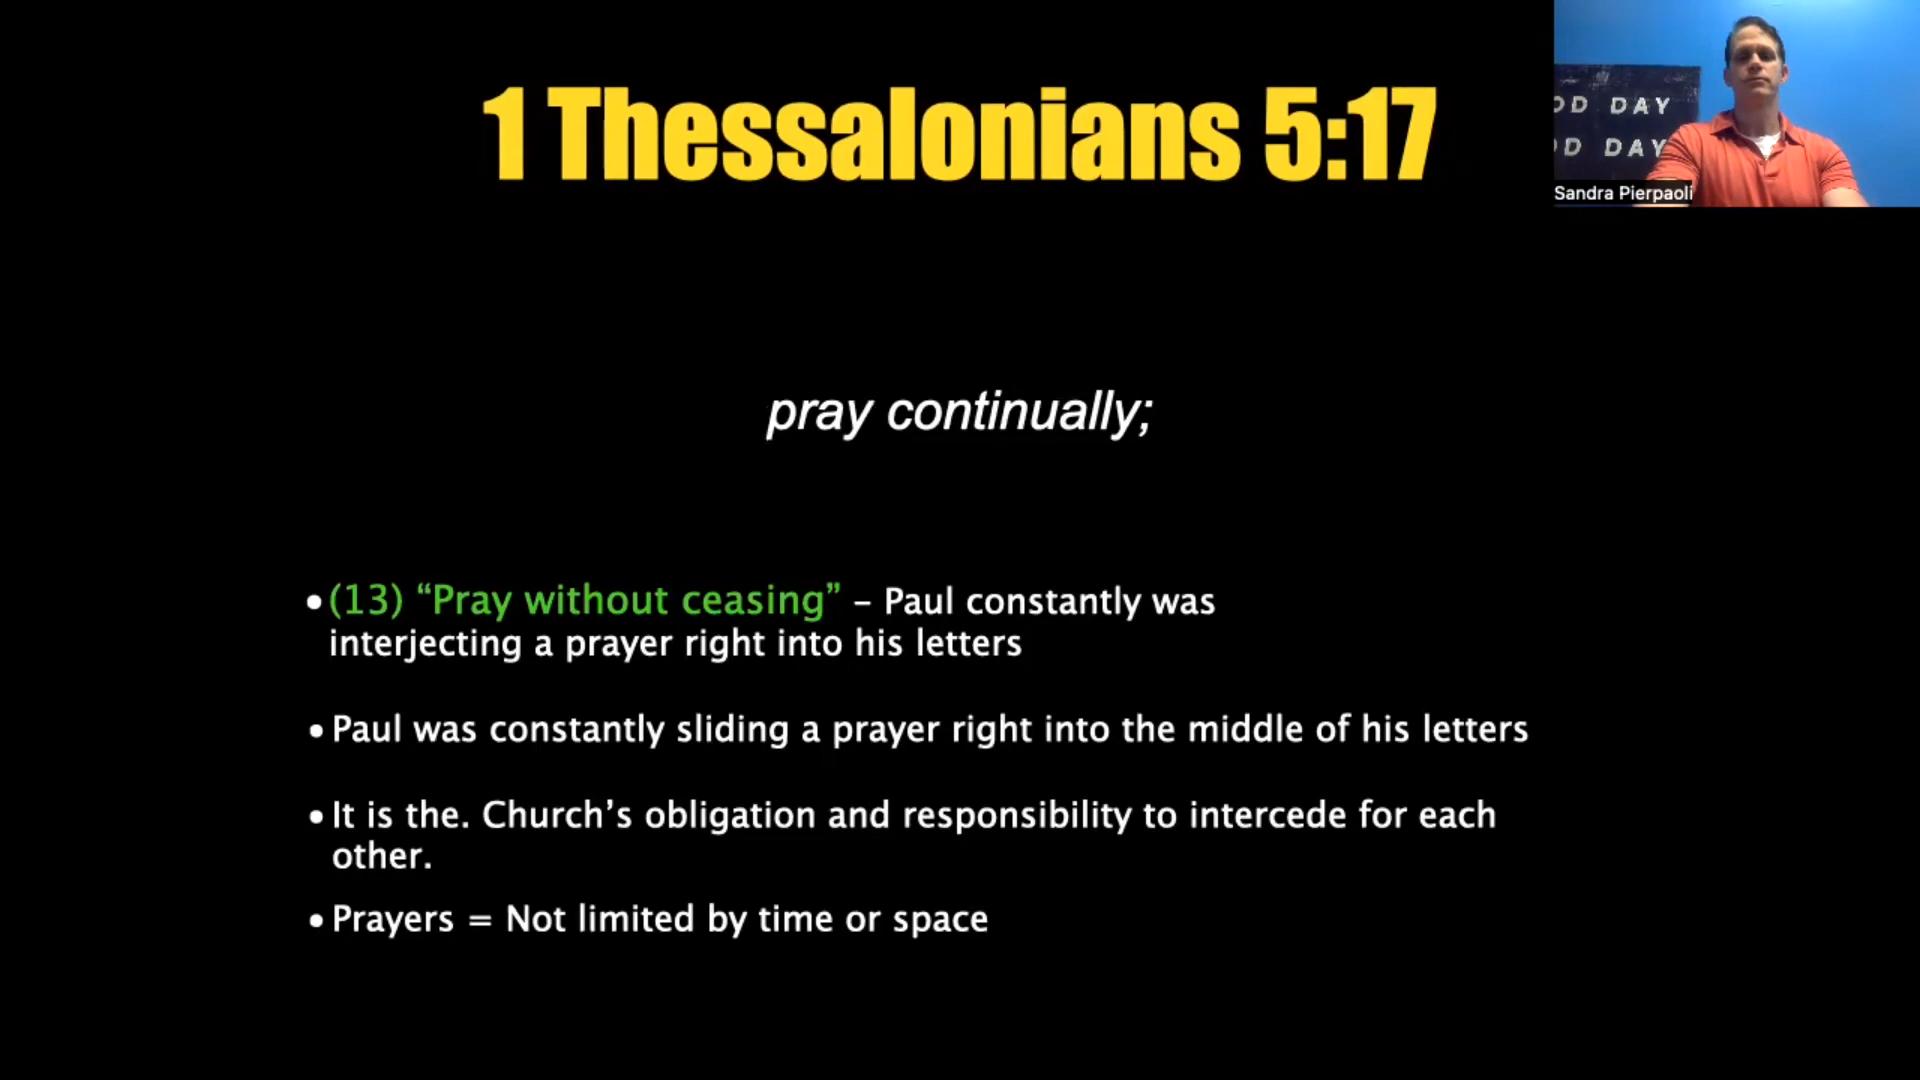 1 Thessalonians 5:17
OD DAY
OD DAY
Sandra Pierpaoli
pray continually;
•(13) “Pray without ceasing” – Paul constantly was
interjecting a prayer right into his letters
•Paul was constantly sliding a prayer right into the middle of his letters
•It is the. Church’s obligation and responsibility to intercede for each
other.
•Prayers = Not limited by time or space